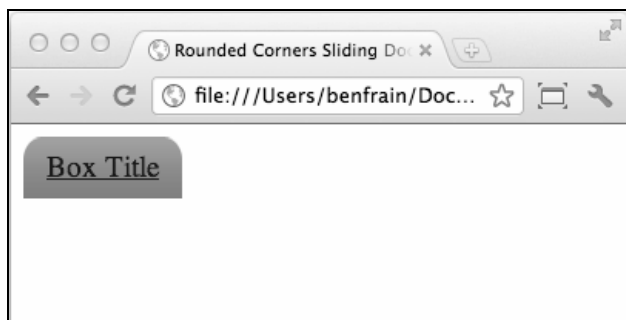 Rounded Corners Sliding Do
file:///Users/benfrain/Doc...
Box Title